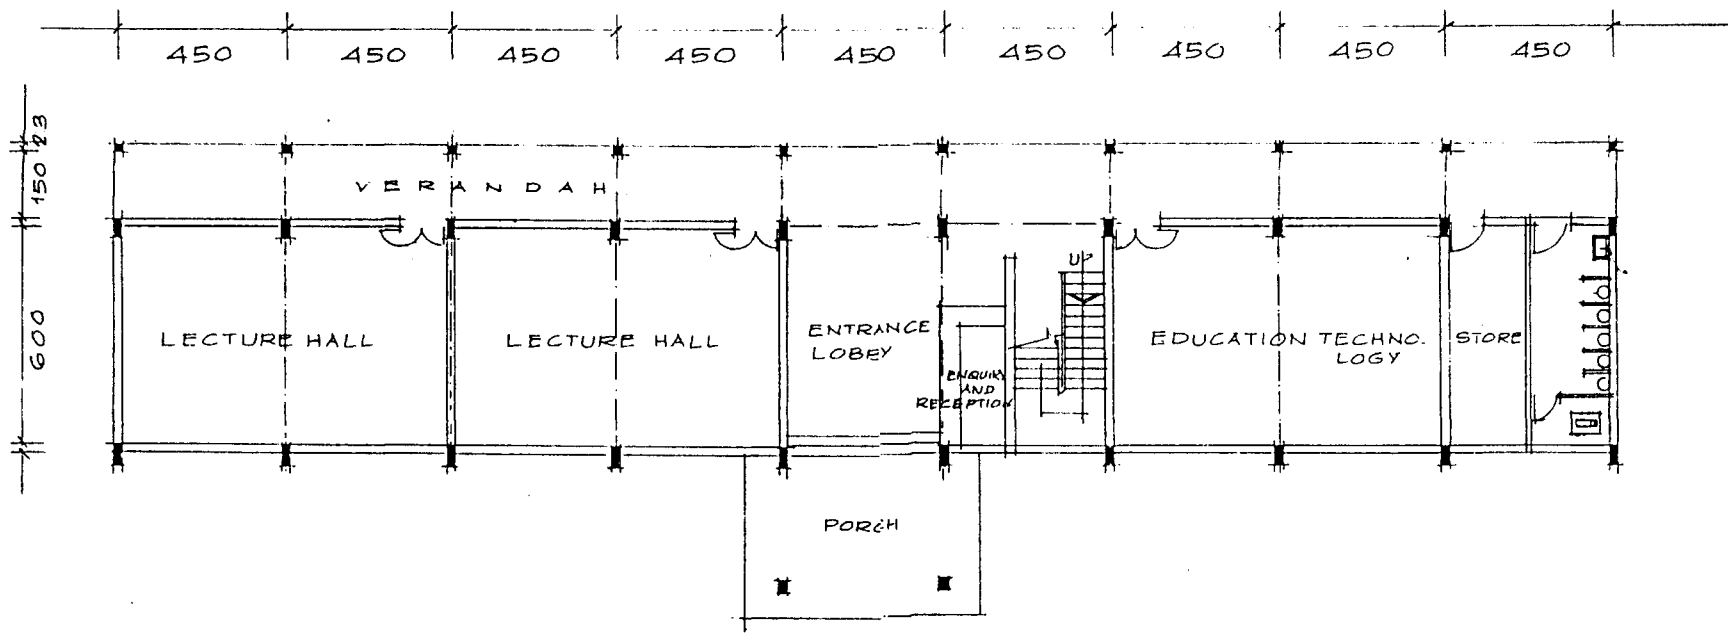 450 450 450 450 450 450 450 450 450
23
150
600
VERANDAH
LECTURE HALL
LECTURE HALL
ENTRANCE
LOBEY
ENQUIRY
AND
RECEPTION
UP
EDUCATION TECHNO.
LOGY
STORE
PORCH